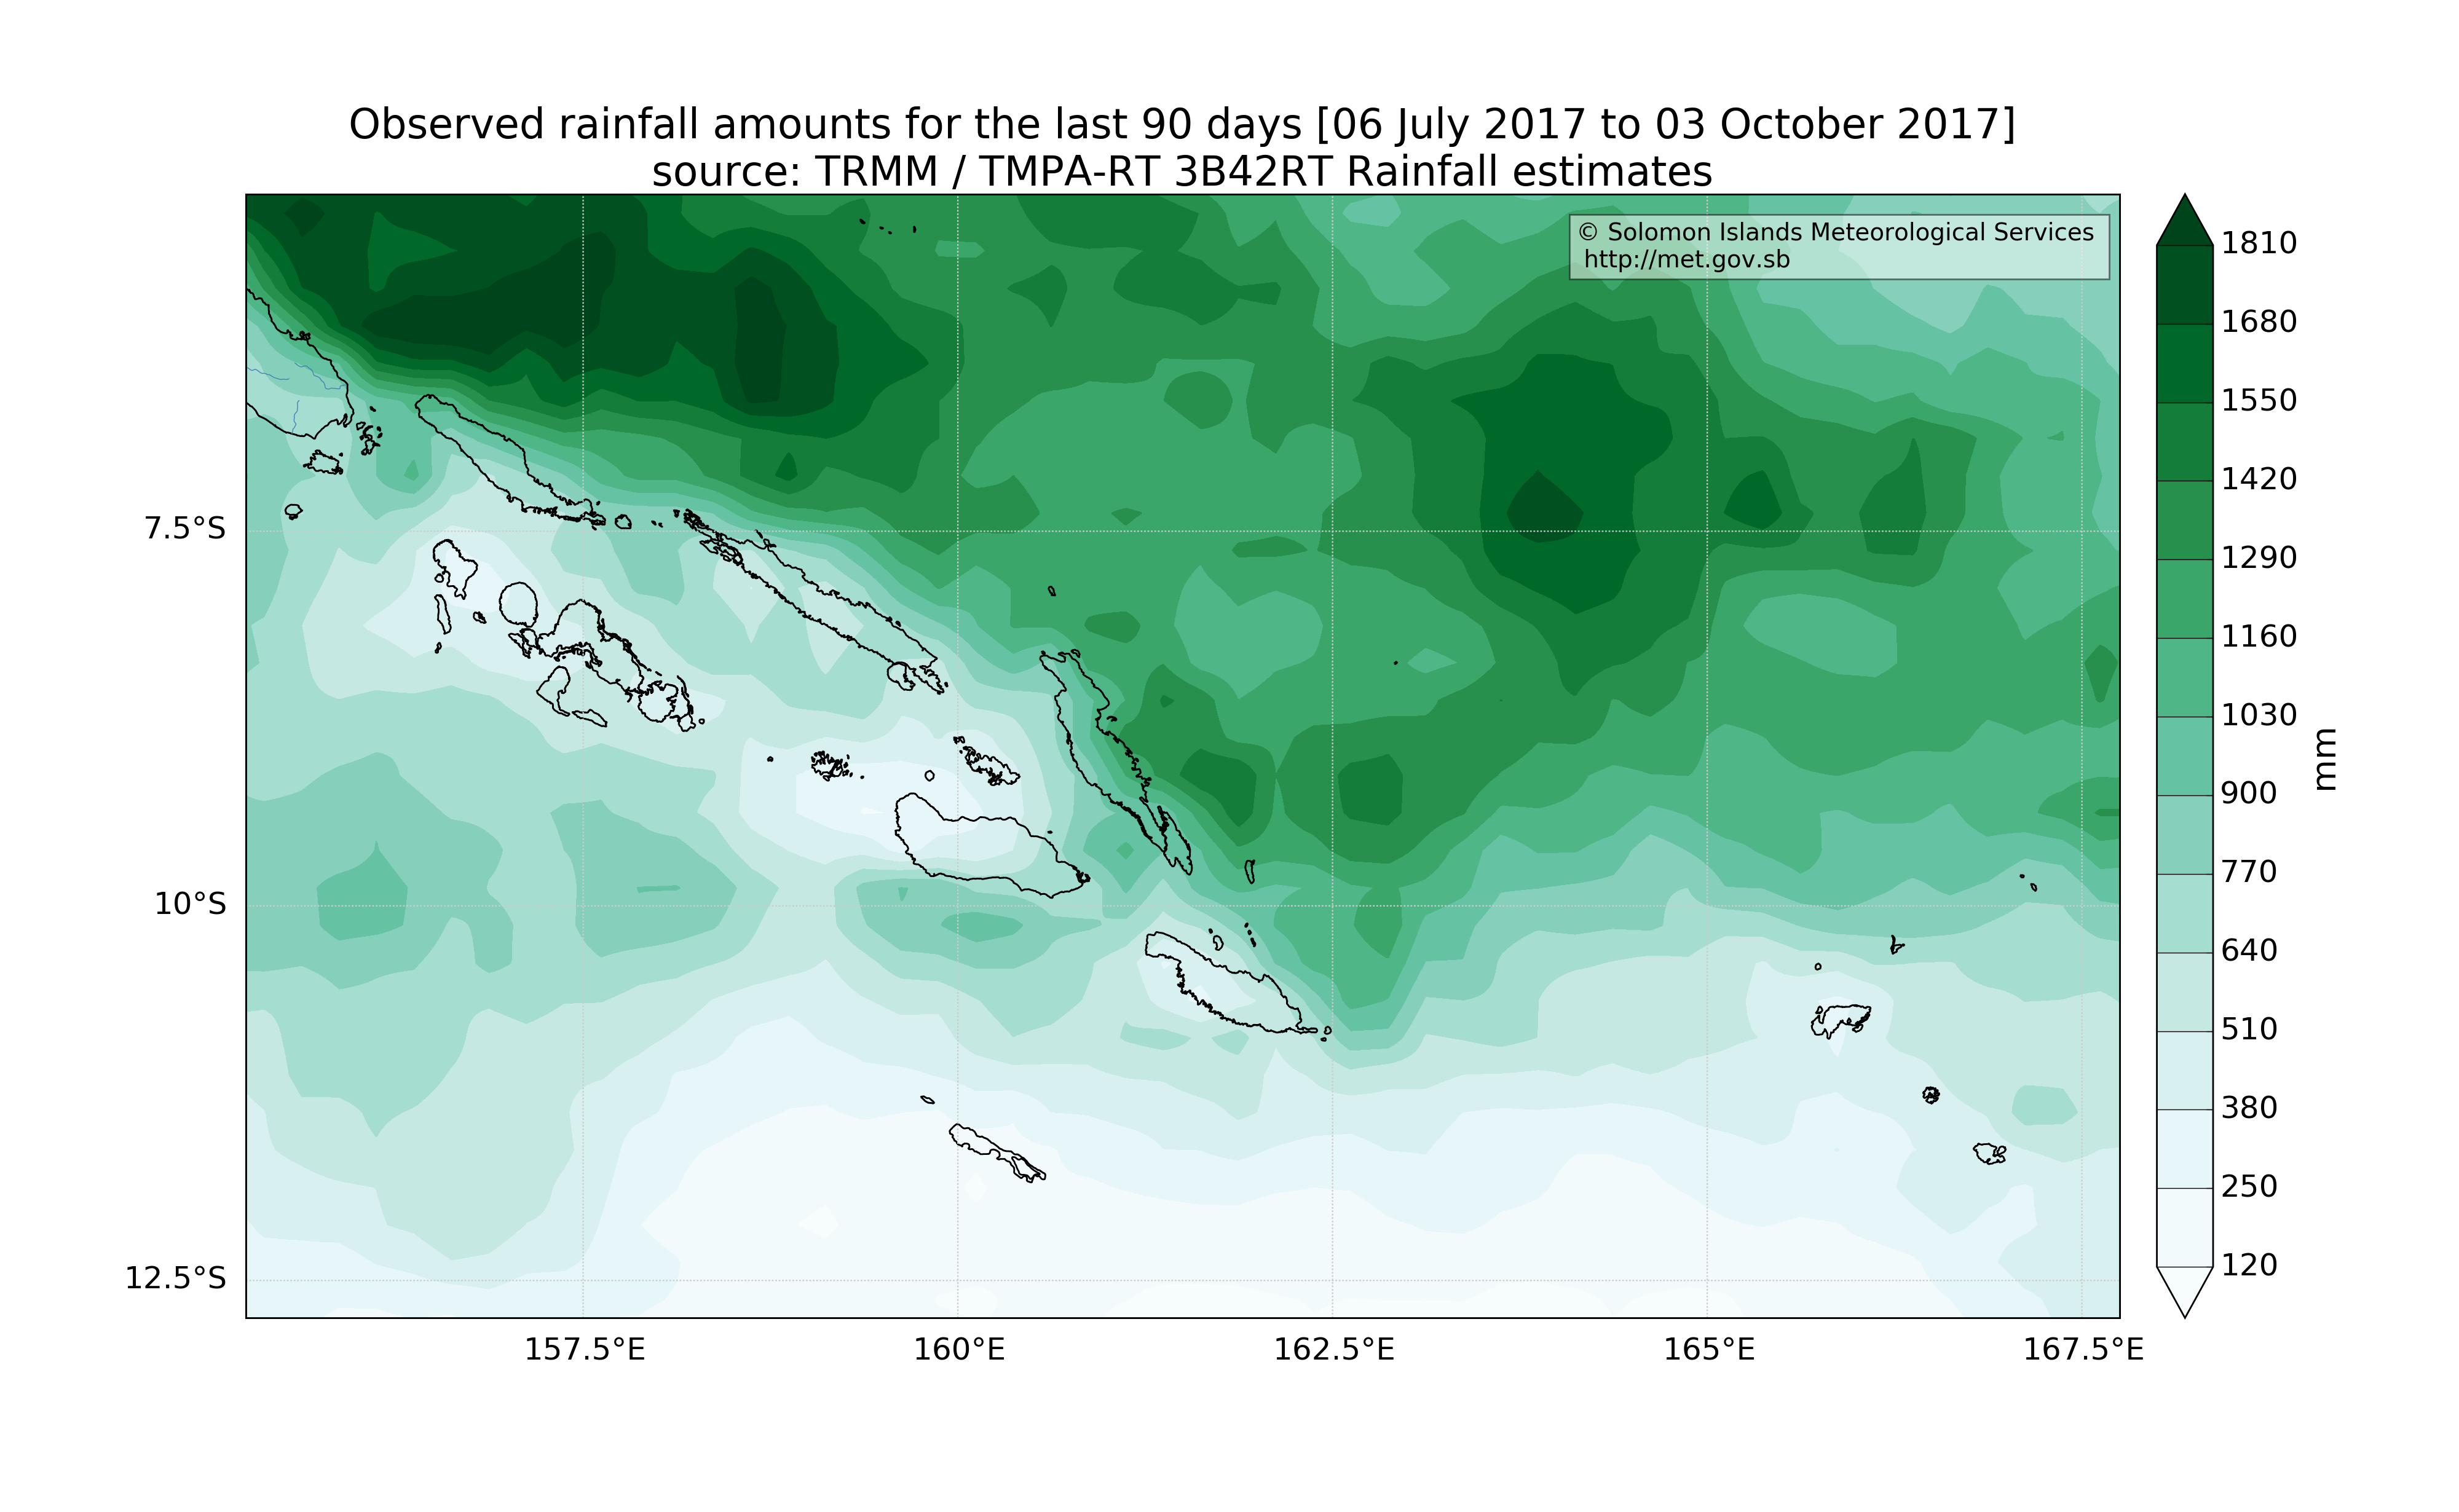 Observed rainfall amounts for the last 90 days [06 July 2017 to 03 October 2017]
source: TRMM / TMPA-RT 3B42RT Rainfall estimates
© Solomon Islands Meteorological Services
http://met.gov.sb
7.5°S
10°S
12.5°S
157.5°E
160°E
162.5°E
165°E
167.5°E
1810
1680
1550
1420
1290
1160
1030
900
770
640
510
380
250
120
mm